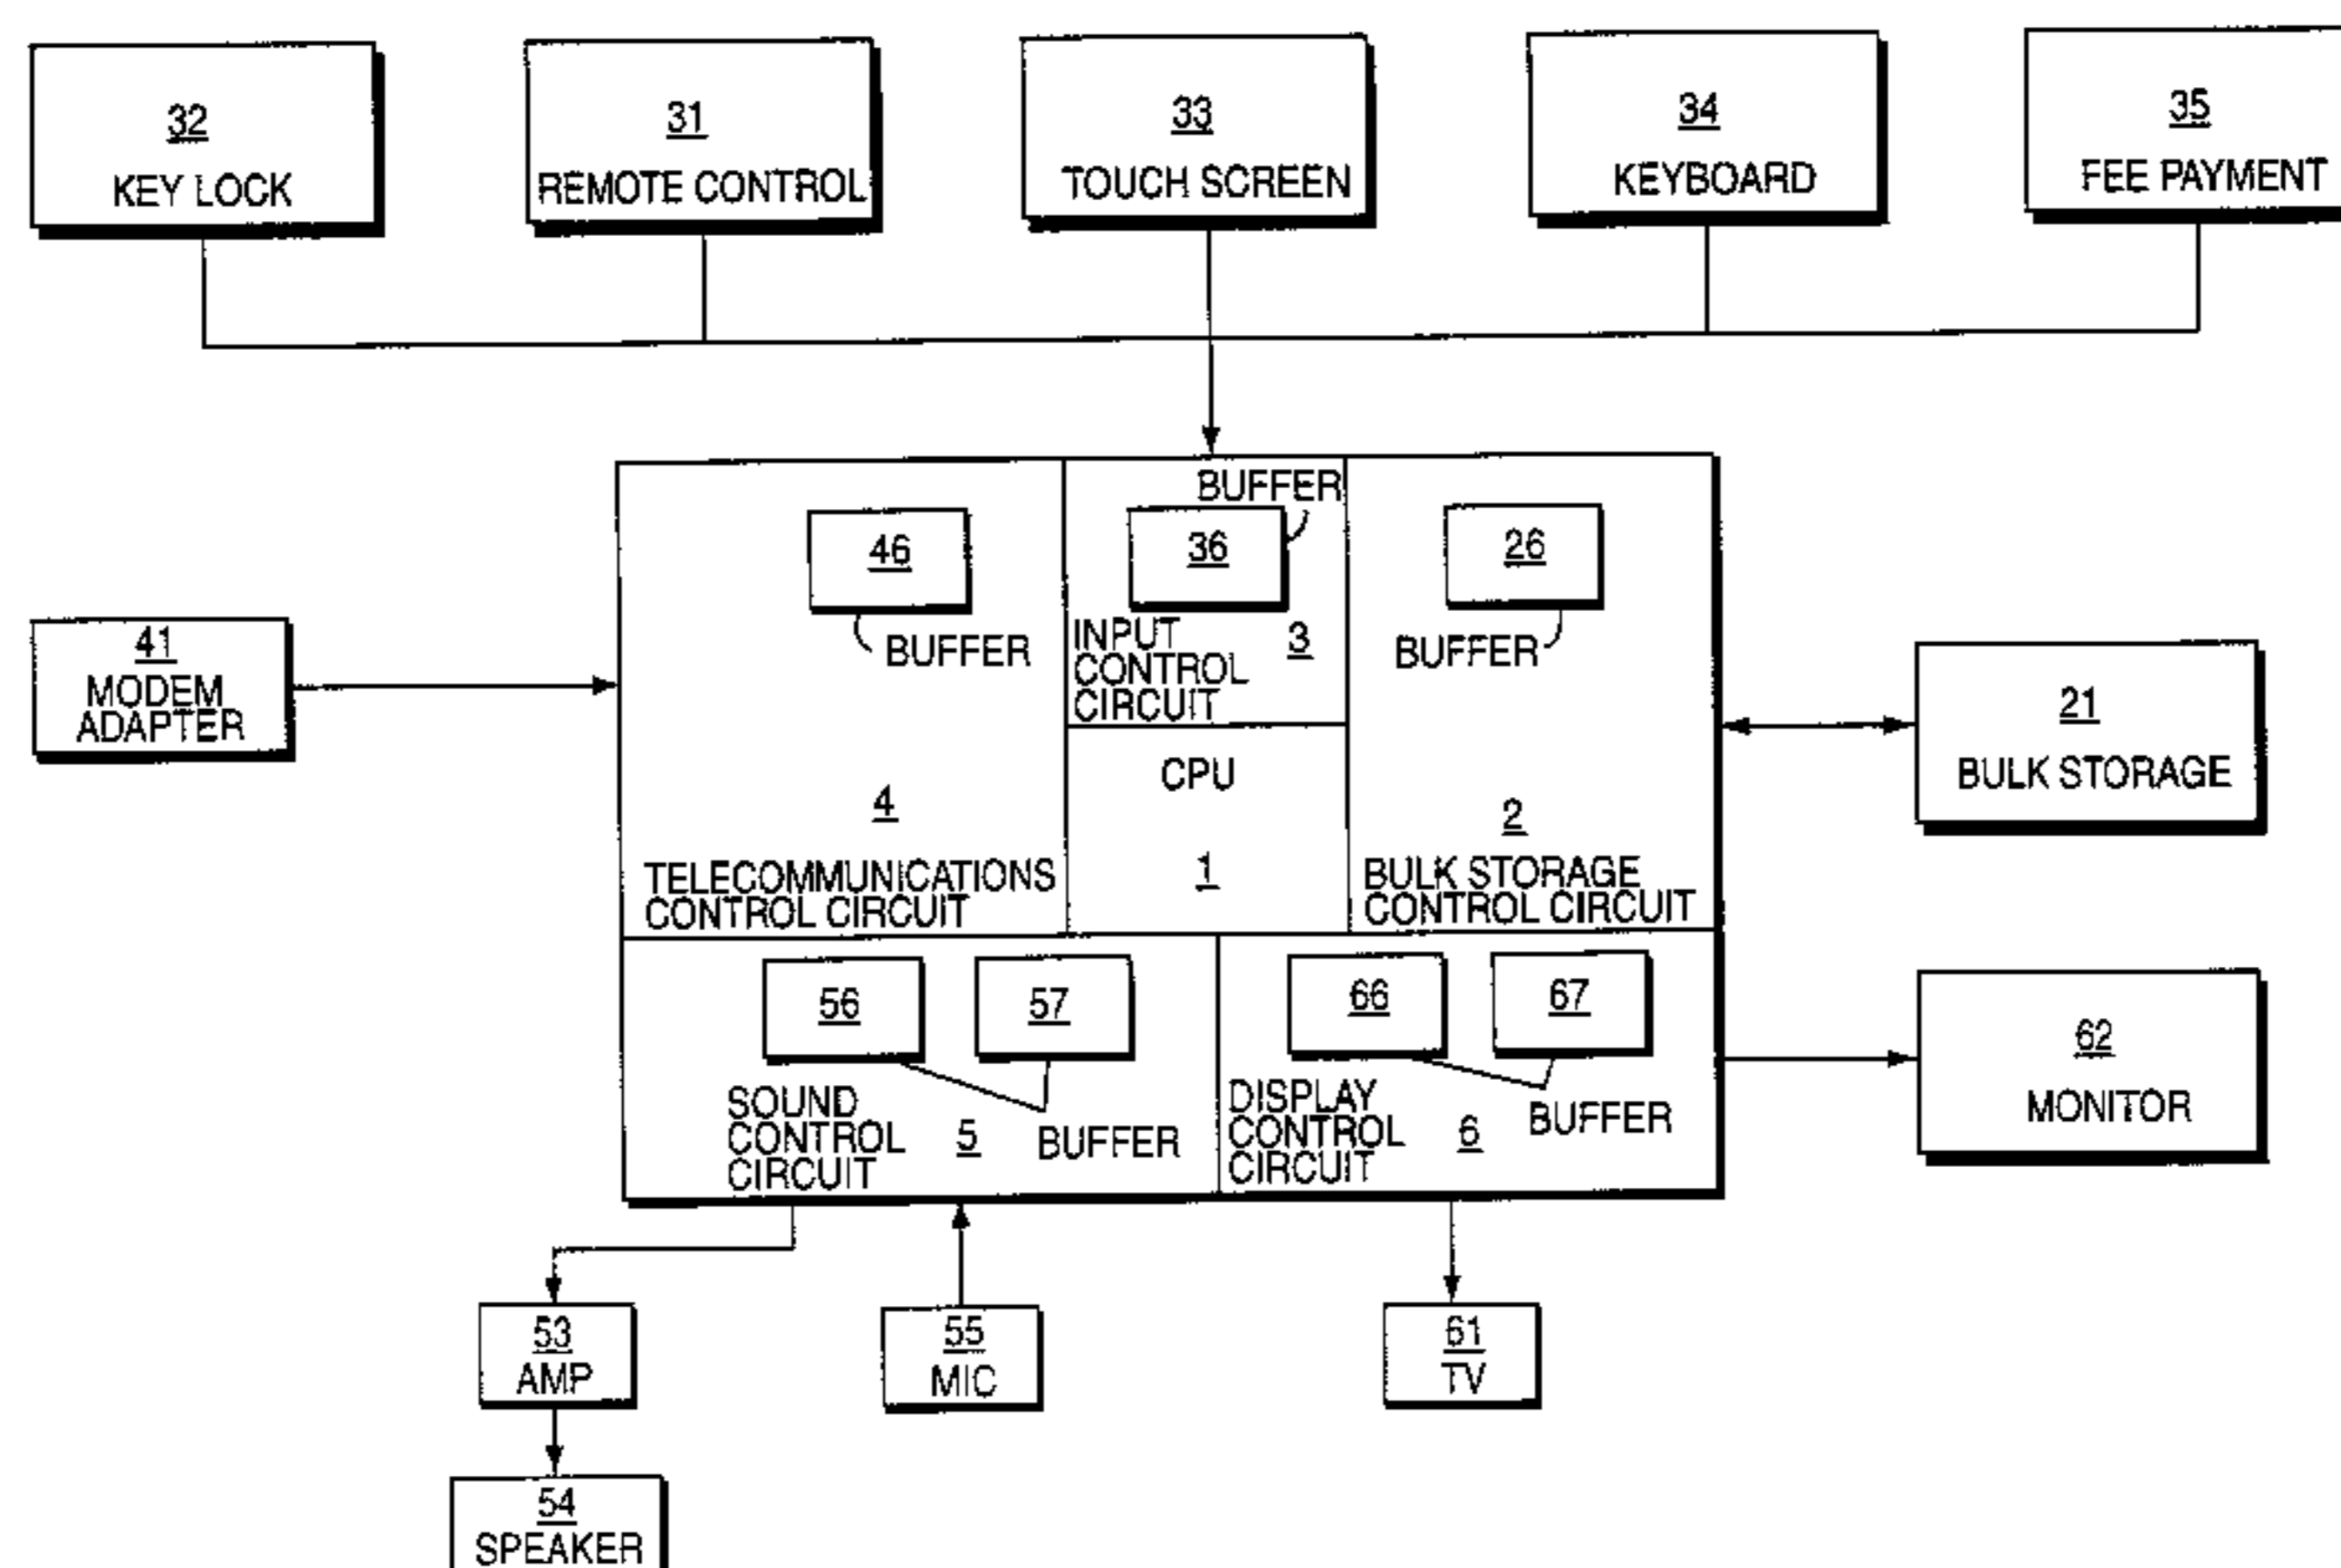 32
KEY LOCK
31
REMOTE CONTROL
33
TOUCH SCREEN
34
KEYBOARD
35
FEE PAYMENT
46
BUFFER
4
TELECOMMUNICATIONS
CONTROL CIRCUIT
BUFFER
36
INPUT
CONTROL
CIRCUIT
3
CPU
1
26
BUFFER
2
BULK STORAGE
CONTROL CIRCUIT
41
MODEM
ADAPTER
21
BULK STORAGE
56
57
SOUND
CONTROL
CIRCUIT
5
BUFFER
66
67
DISPLAY
CONTROL
CIRCUIT
6
BUFFER
62
MONITOR
53
AMP
55
MIC
61
TV
54
SPEAKER